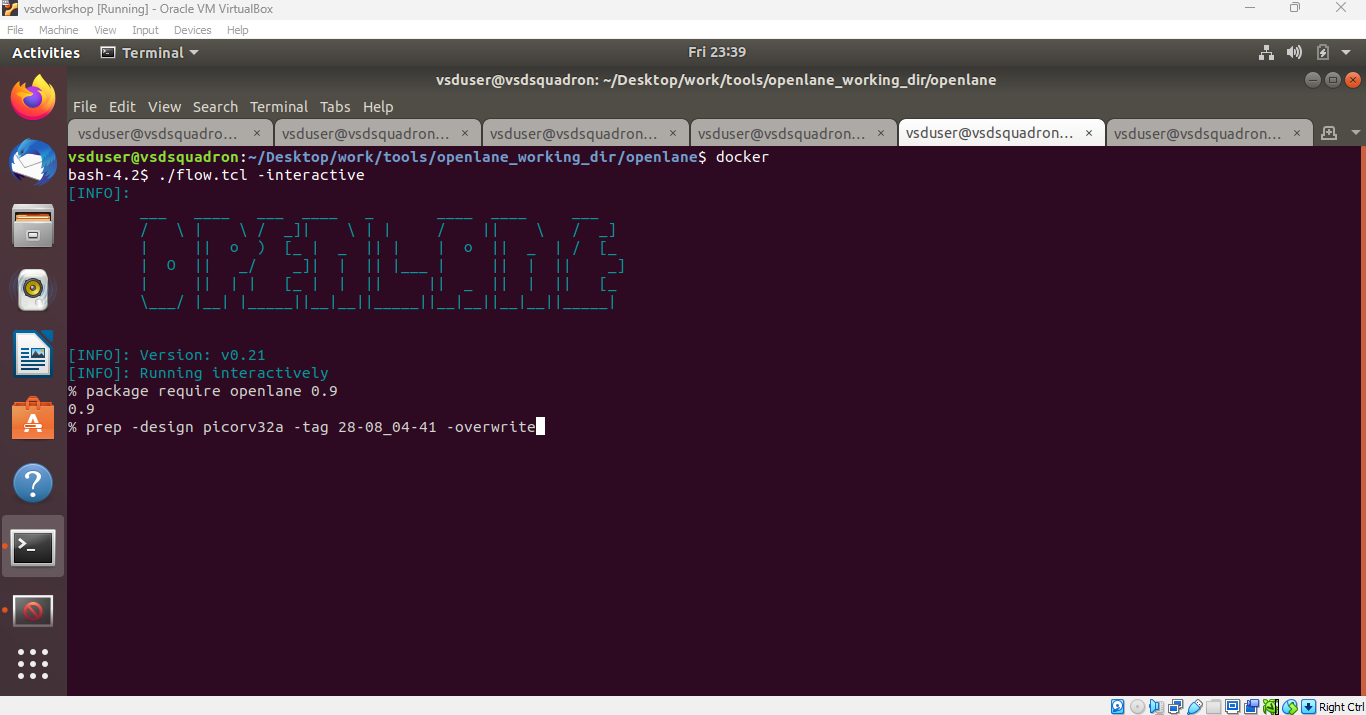 vsdworkshop [Running] - Oracle VM VirtualBox
File Machine View Input Devices Help
Activities Terminal Fri 23:39
vsduser@vsdsquadron: ~/Desktop/work/tools/openlane_working_dir/openlane
File Edit View Search Terminal Tabs Help
vsduser@vsdsquadro... × vsduser@vsdsquadron... × vsduser@vsdsquadron... × vsduser@vsdsquadron... × vsduser@vsdsquadron... × vsduser@vsdsquadron... ×
vsduser@vsdsquadron:~/Desktop/work/tools/openlane_working_dir/openlane$ docker
bash-4.2$ ./flow.tcl -interactive
[INFO]:
OPENLANE
[INFO]: Version: v0.21
[INFO]: Running interactively
% package require openlane 0.9
0.9
% prep -design picorv32a -tag 28-08_04-41 -overwrite
Right Ctrl